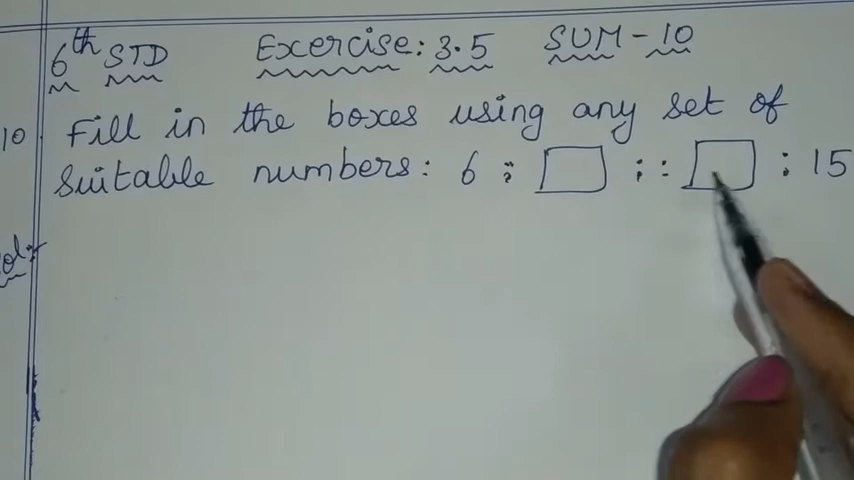 6th STD Exercise: 3.5 SUM - 10
10. Fill in the boxes using any set of
suitable numbers: 6 : □ :: □ : 15
Sol:-